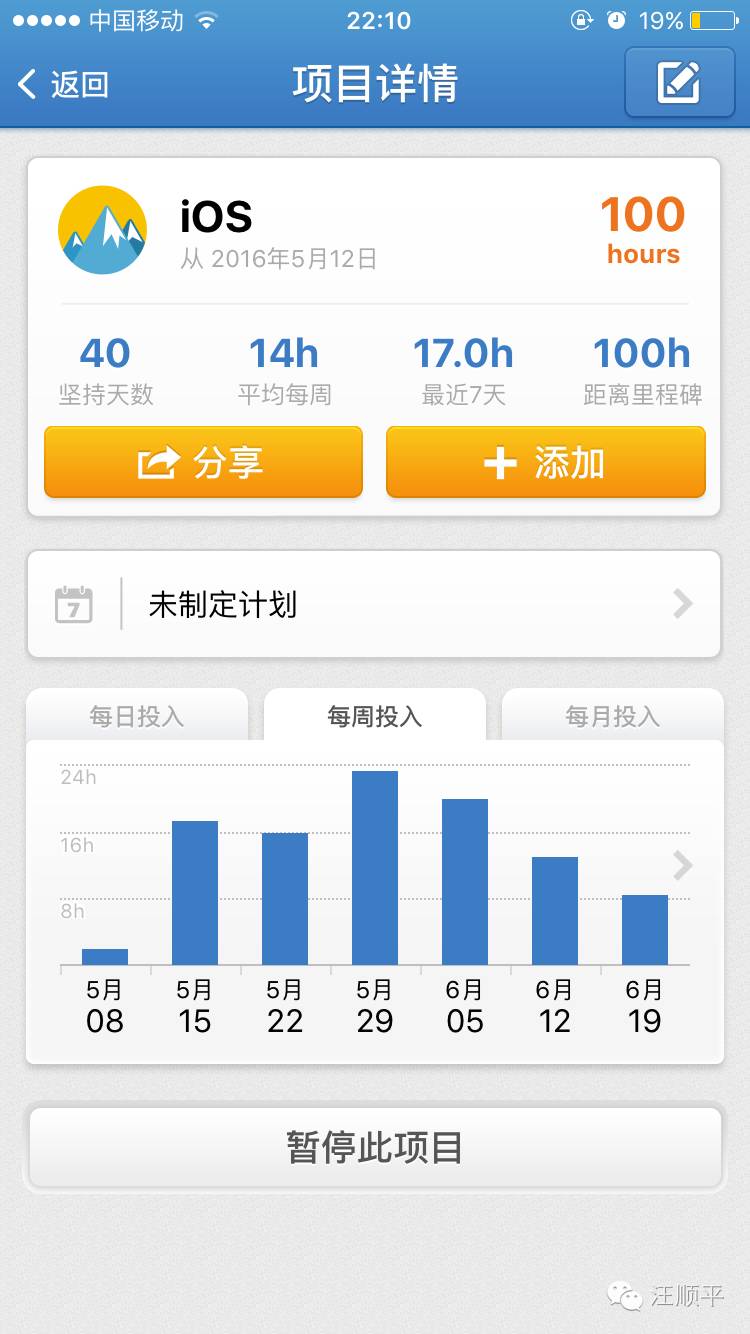 中国移动 22:10 19%
返回 项目详情
iOS 100
从 2016年5月12日 hours
40 14h 17.0h 100h
坚持天数 平均每周 最近7天 距离里程碑
分享 添加
7 未制定计划
每日投入 每周投入 每月投入
24h
16h
8h
5月 5月 5月 5月 6月 6月 6月
08 15 22 29 05 12 19
暂停此项目
汪顺平